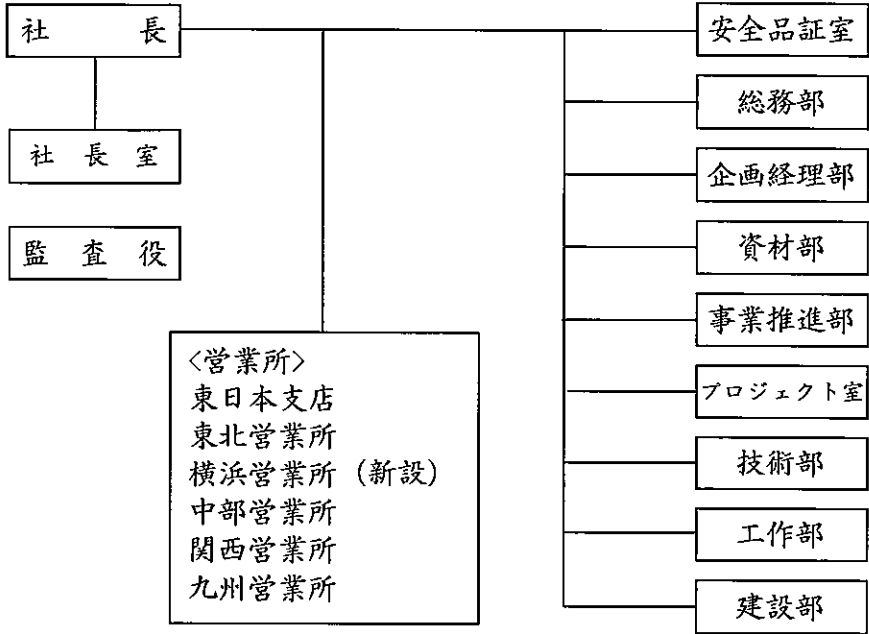 社長
社長室
監査役
<営業所>
東日本支店
東北営業所
横浜営業所（新設）
中部営業所
関西営業所
九州営業所
安全品証室
総務部
企画経理部
資材部
事業推進部
プロジェクト室
技術部
工作部
建設部